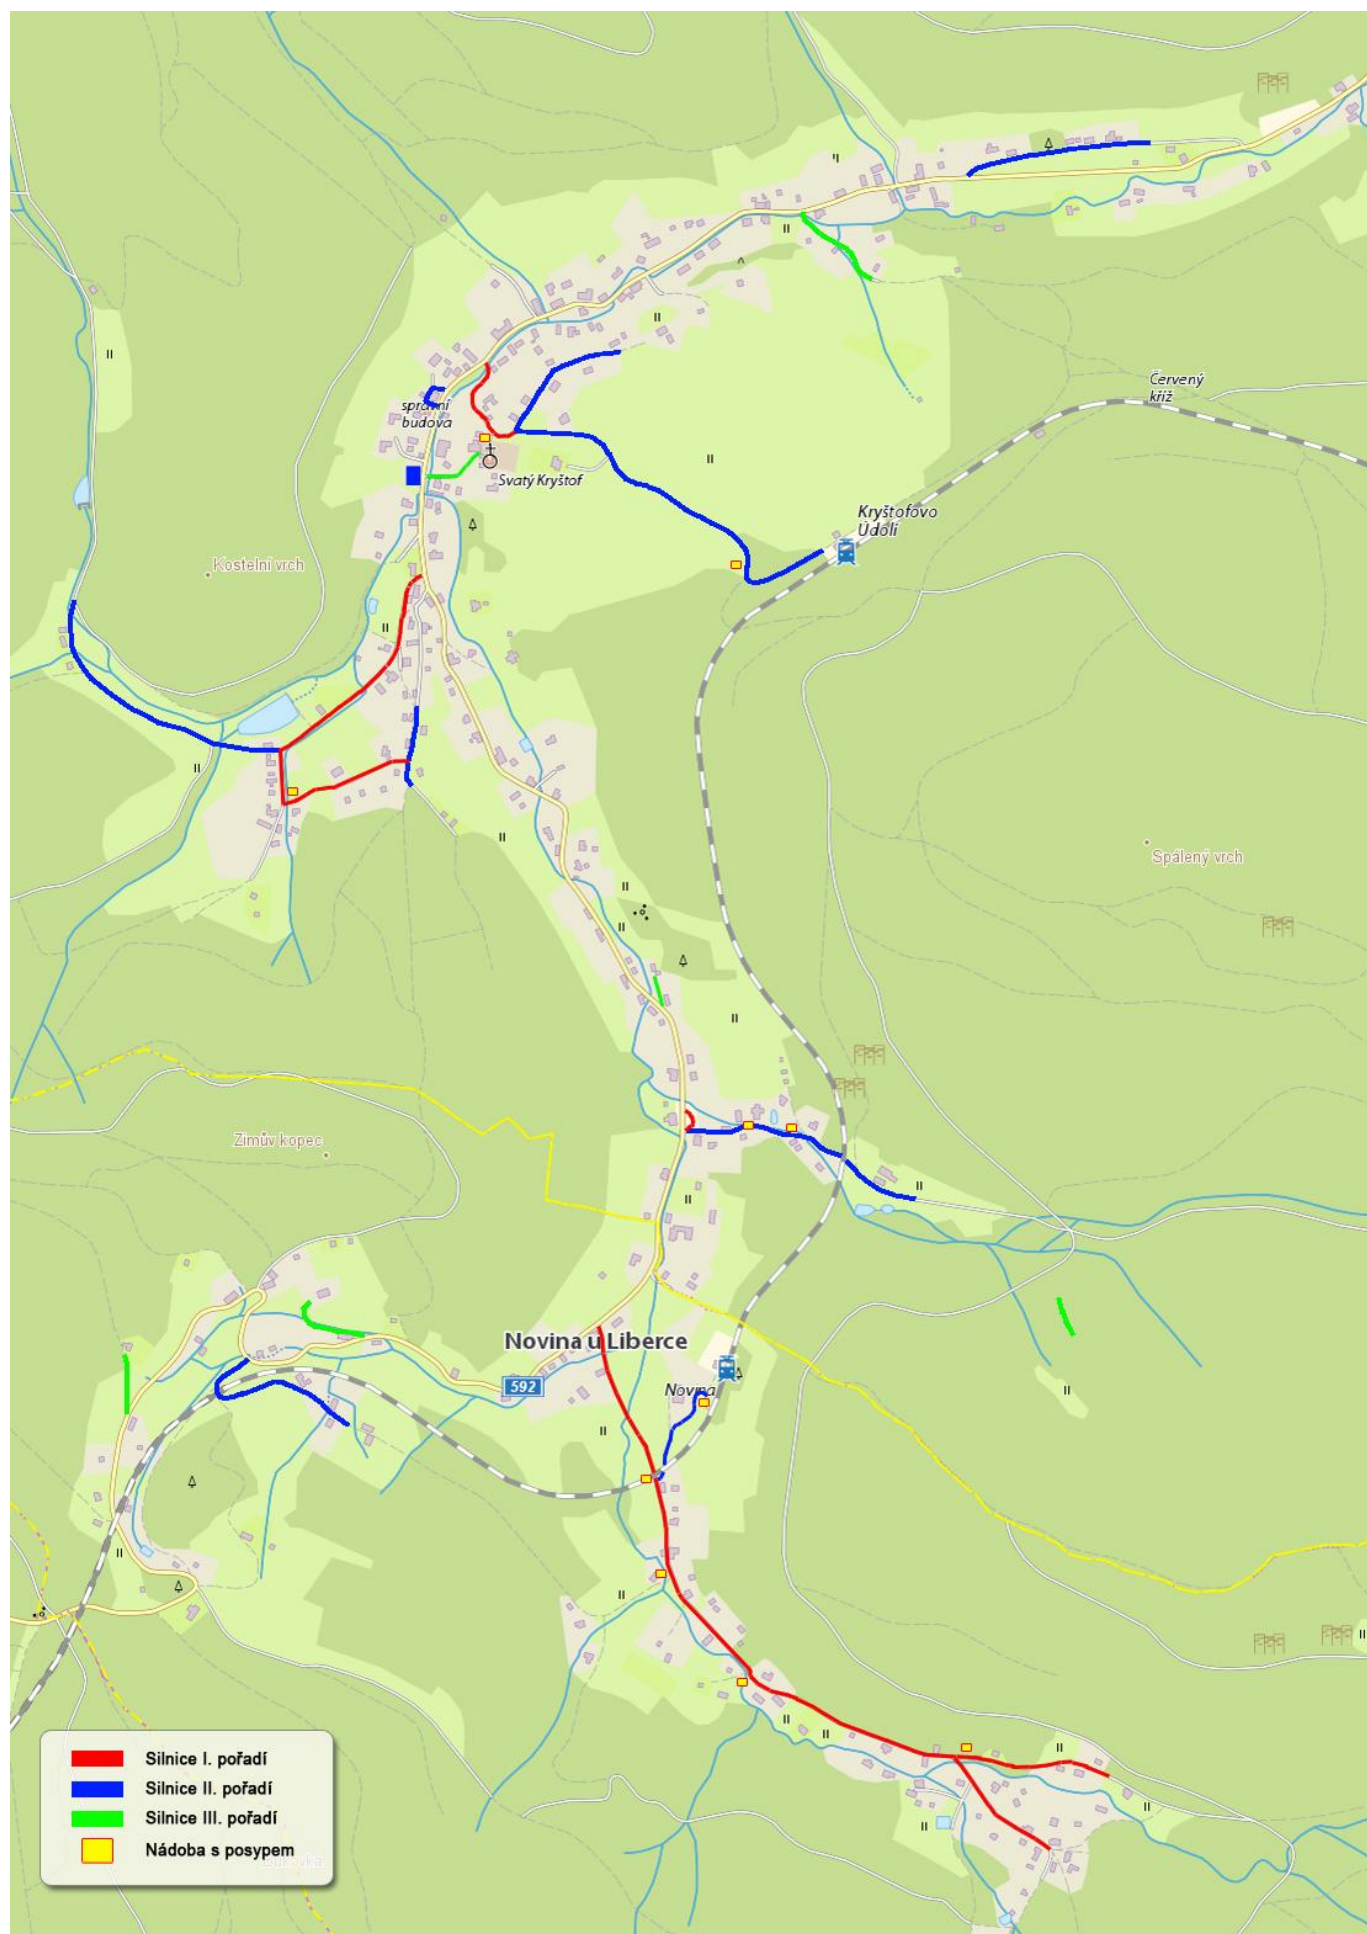 Červený
kříž
správní
budova
Svatý Kryštof
Kryštofovo
Údolí
Kostelní vrch
Spálený vrch
Zimův kopec
Novina u Liberce
592
Novina
Silnice I. pořadí
Silnice II. pořadí
Silnice III. pořadí
Nádoba s posypem